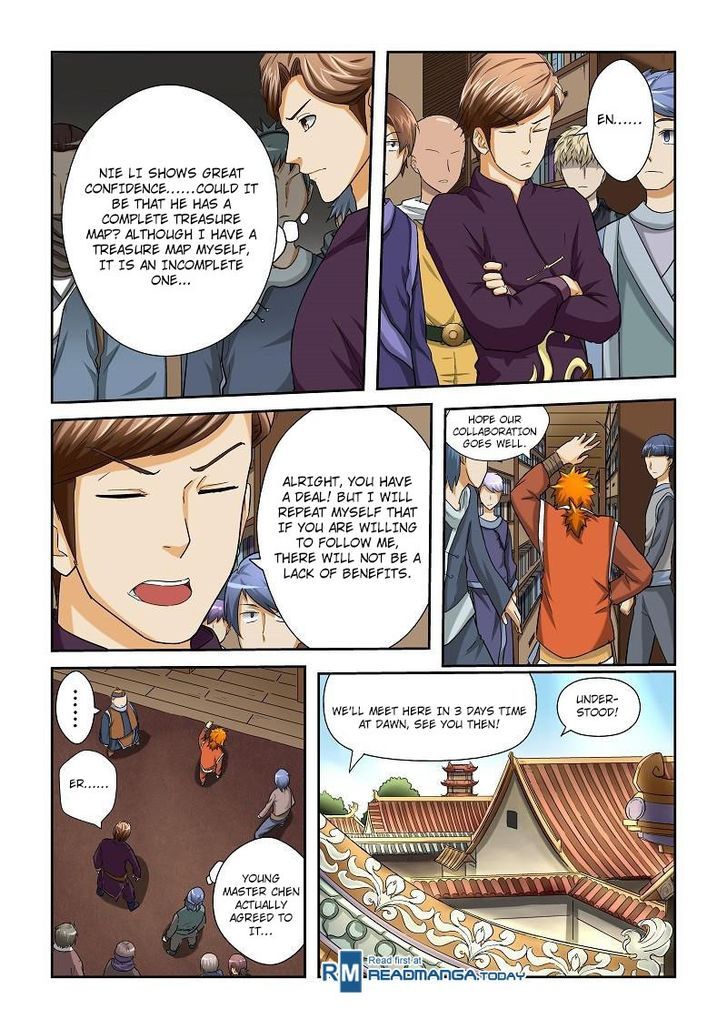 NIE LI SHOWS GREAT
CONFIDENCE......COULD IT
BE THAT HE HAS A
COMPLETE TREASURE
MAP? ALTHOUGH I HAVE A
TREASURE MAP MYSELF,
IT IS AN INCOMPLETE
ONE...
EN......
ALRIGHT, YOU HAVE
A DEAL! BUT I WILL
REPEAT MYSELF THAT
IF YOU ARE WILLING
TO FOLLOW ME,
THERE WILL NOT BE A
LACK OF BENEFITS.
HOPE OUR
COLLABORATION
GOES WELL.
.....
ER......
YOUNG
MASTER CHEN
ACTUALLY
AGREED TO
IT...
WE'LL MEET HERE IN 3 DAYS TIME
AT DAWN, SEE YOU THEN!
UNDER-
STOOD!
RM
Read first at
READMANGA.TODAY